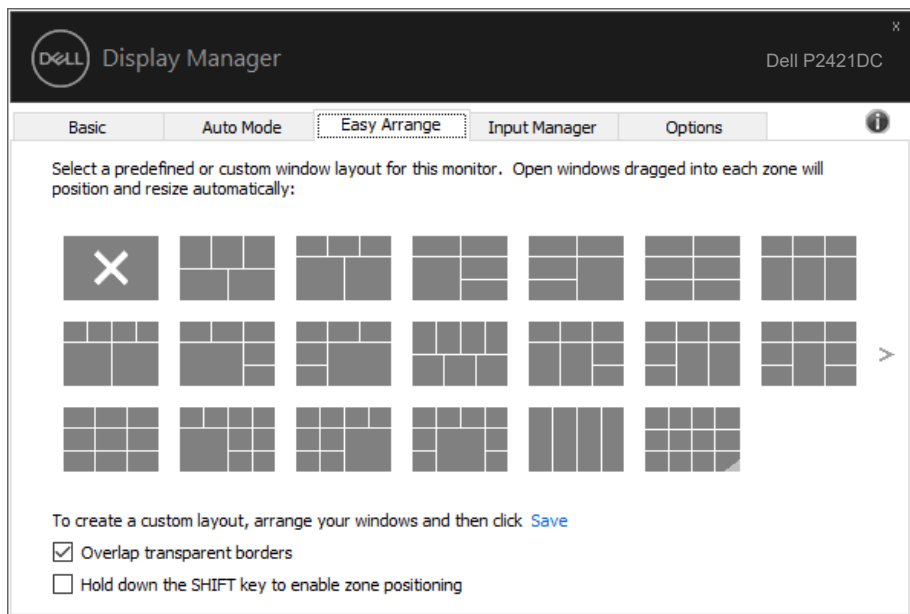 x
DELL
Display Manager
Dell P2421DC
Basic
Auto Mode
Easy Arrange
Input Manager
Options
i
Select a predefined or custom window layout for this monitor. Open windows dragged into each zone will
position and resize automatically:
>
To create a custom layout, arrange your windows and then click Save
Overlap transparent borders
Hold down the SHIFT key to enable zone positioning